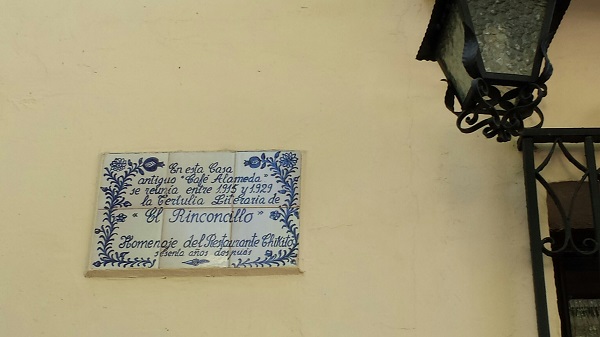 En esta Casa
antiguo "Café Alameda"
se reunía entre 1915 y 1929
la Tertulia Literaria de
"El Rinconcillo"
Homenaje del Restaurante Chikito
sesenta años después